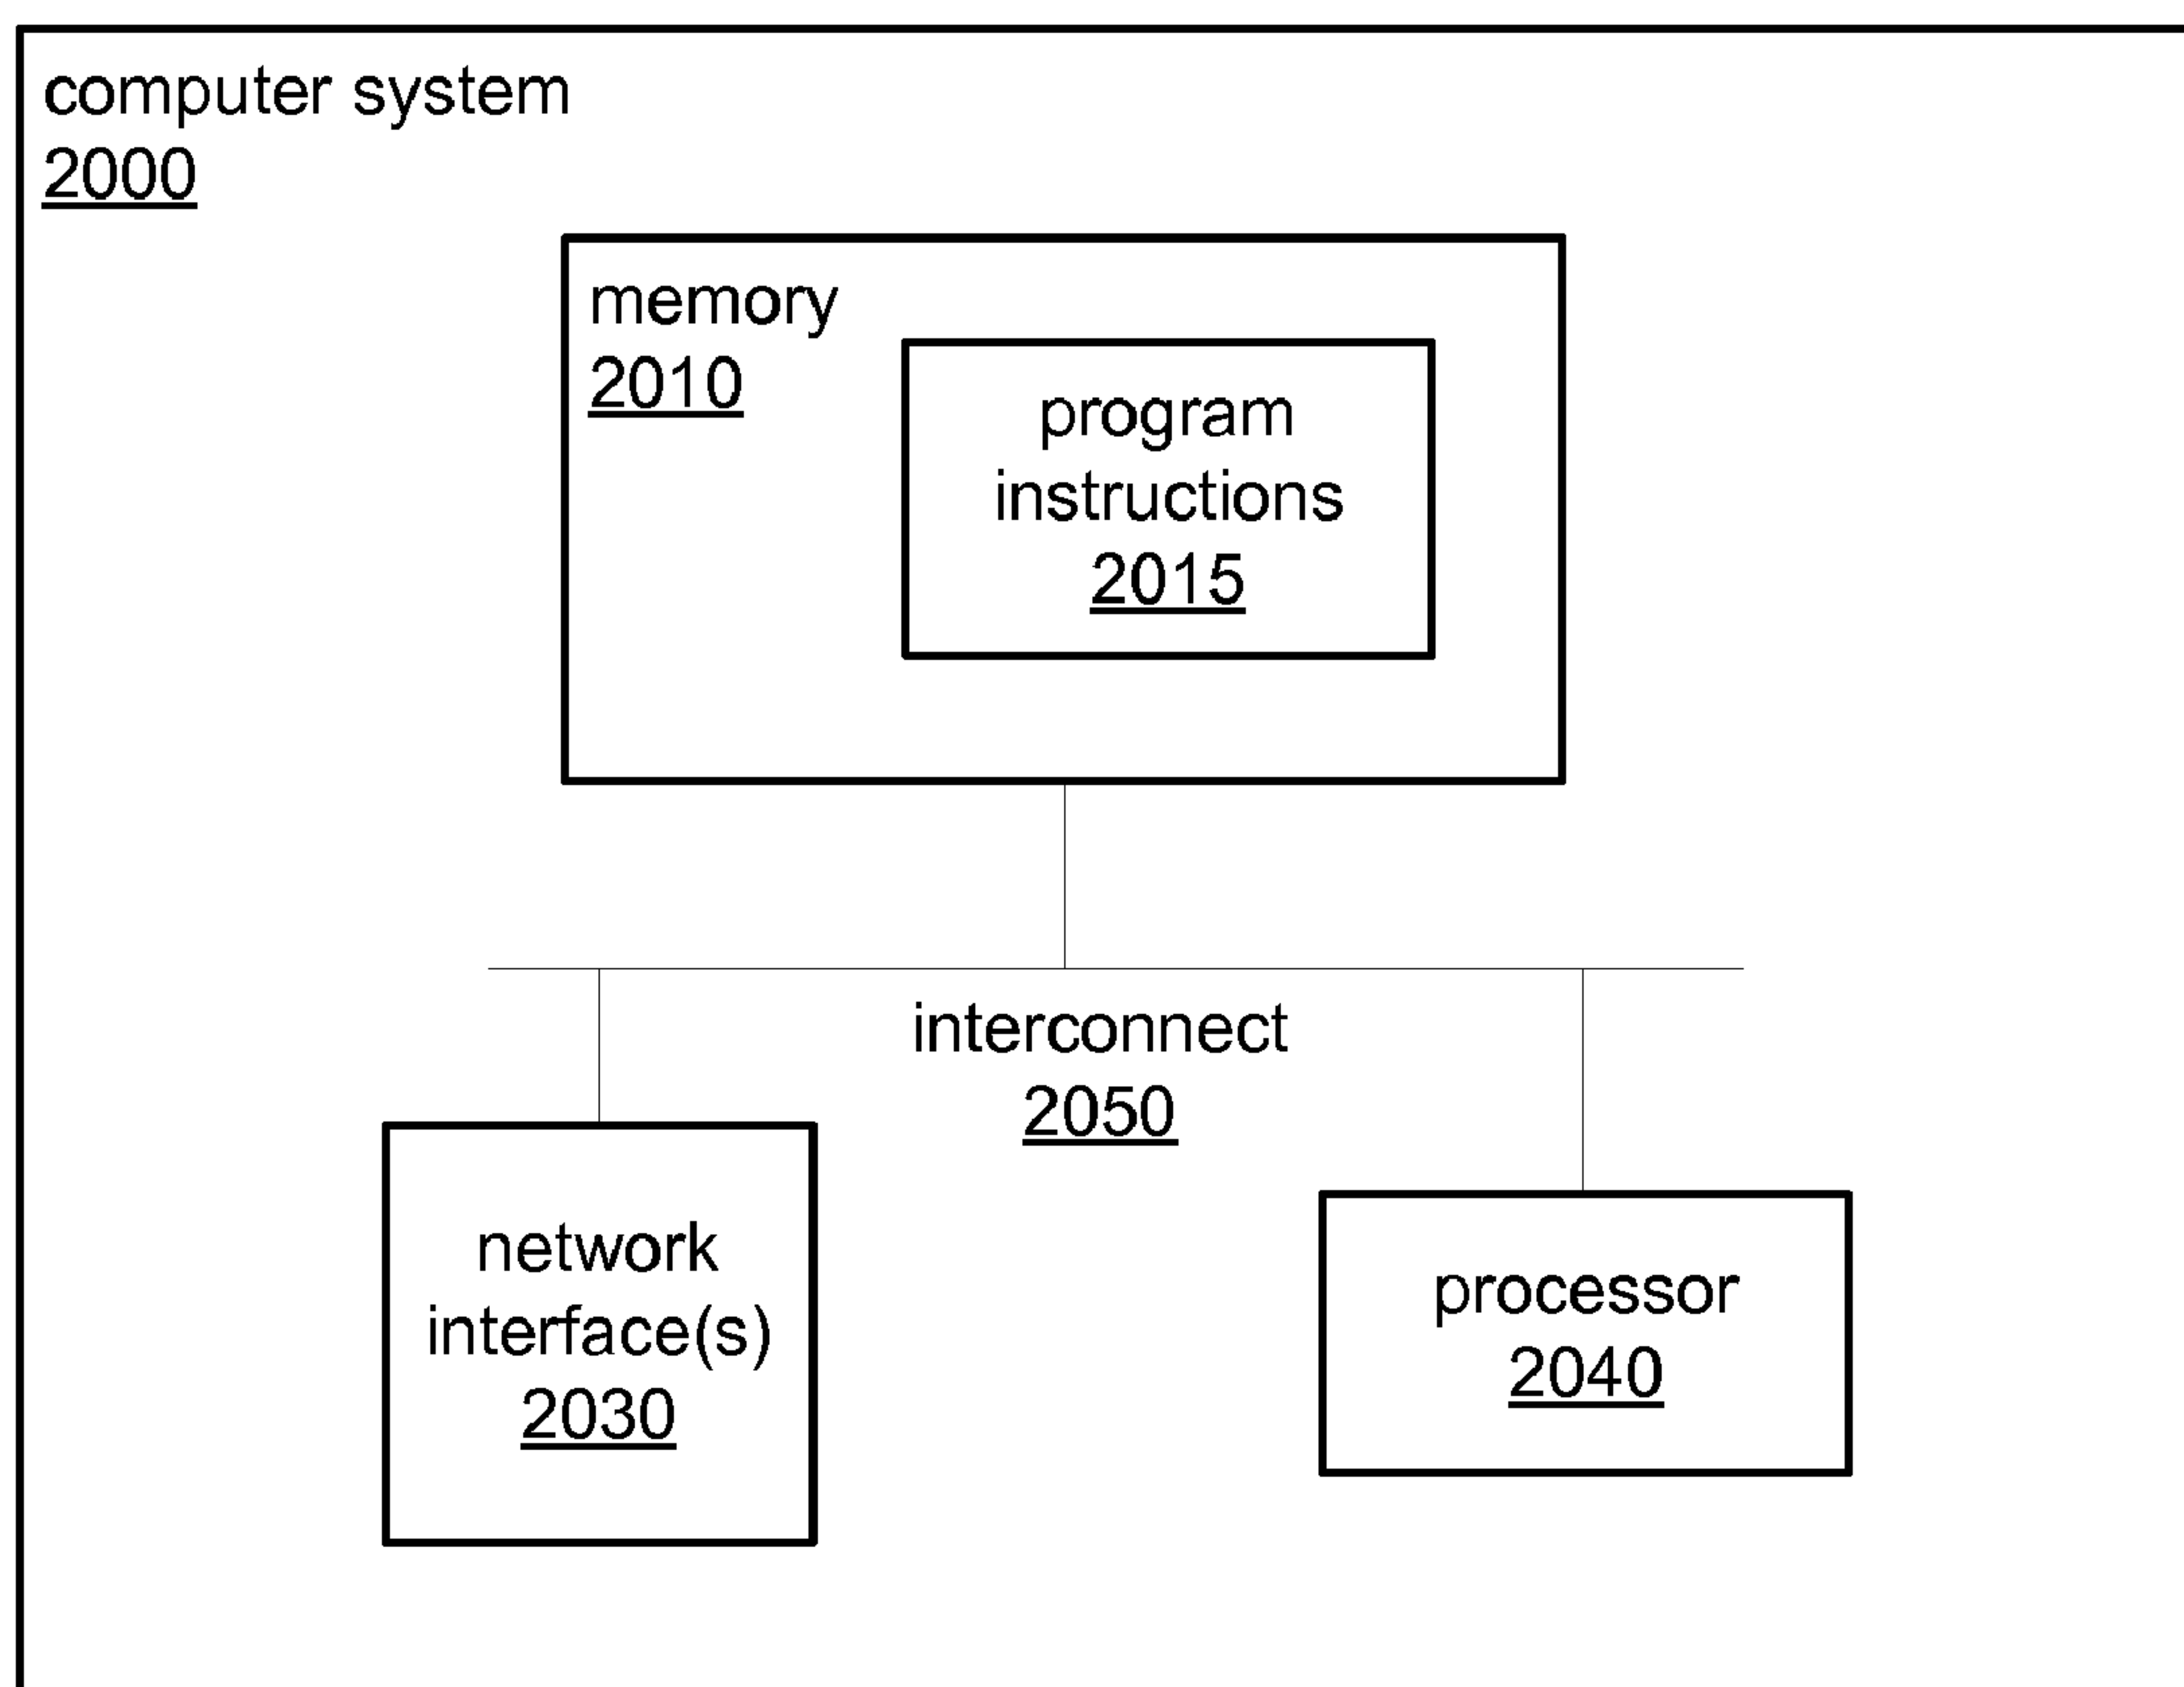 computer system
2000
memory
2010
program
instructions
2015
interconnect
2050
network
interface(s)
2030
processor
2040